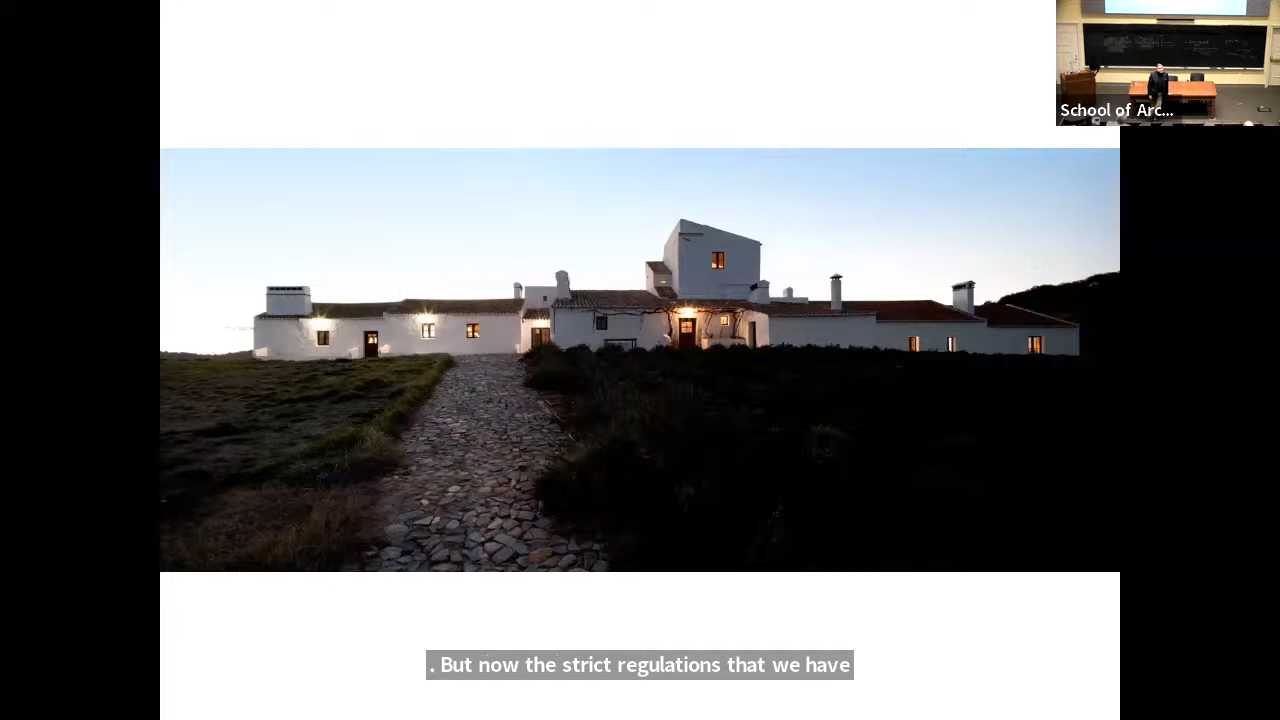 School of Arc...
. But now the strict regulations that we have